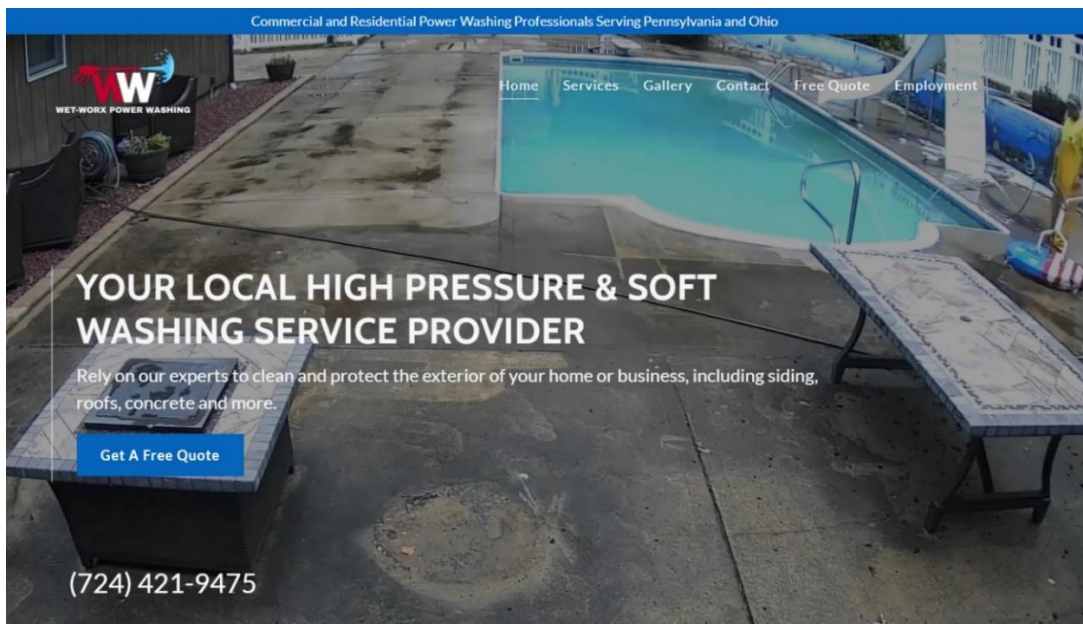 Commercial and Residential Power Washing Professionals Serving Pennsylvania and Ohio
WW
WET-WORX POWER WASHING
Home Services Gallery Contact Free Quote Employment
YOUR LOCAL HIGH PRESSURE & SOFT
WASHING SERVICE PROVIDER
Rely on our experts to clean and protect the exterior of your home or business, including siding,
roofs, concrete and more.
Get A Free Quote
(724) 421-9475